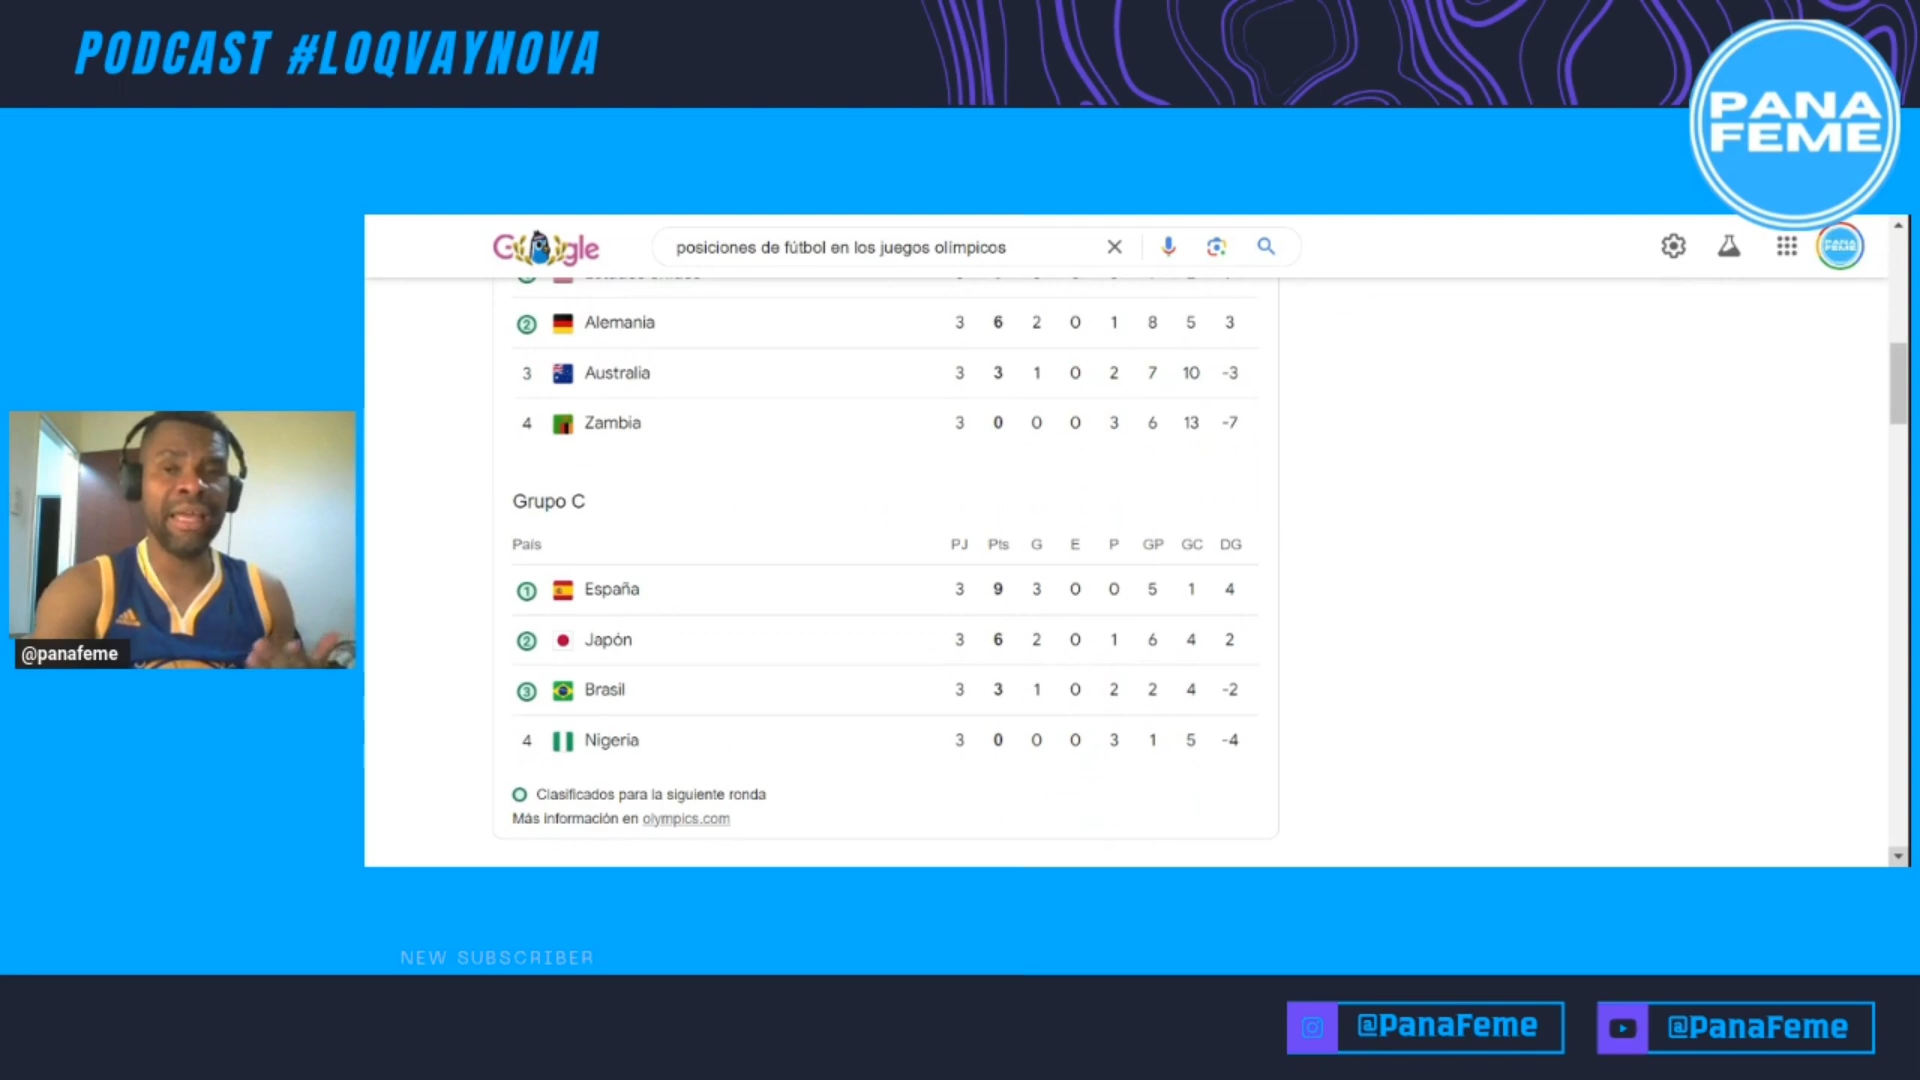 PODCAST #LOQVAYNOVA
PANA
FEME
Google
posiciones de fútbol en los juegos olímpicos
PANA
FEME
Estados Unidos
2 Alemania 3 6 2 0 1 8 5 3
3 Australia 3 3 1 0 2 7 10 -3
4 Zambia 3 0 0 0 3 6 13 -7
Grupo C
País PJ Pts G E P GP GC DG
1 España 3 9 3 0 0 5 1 4
2 Japón 3 6 2 0 1 6 4 2
3 Brasil 3 3 1 0 2 2 4 -2
4 Nigeria 3 0 0 0 3 1 5 -4
Clasificados para la siguiente ronda
Más información en olympics.com
@panafeme
NEW SUBSCRIBER
@PanaFeme
@PanaFeme